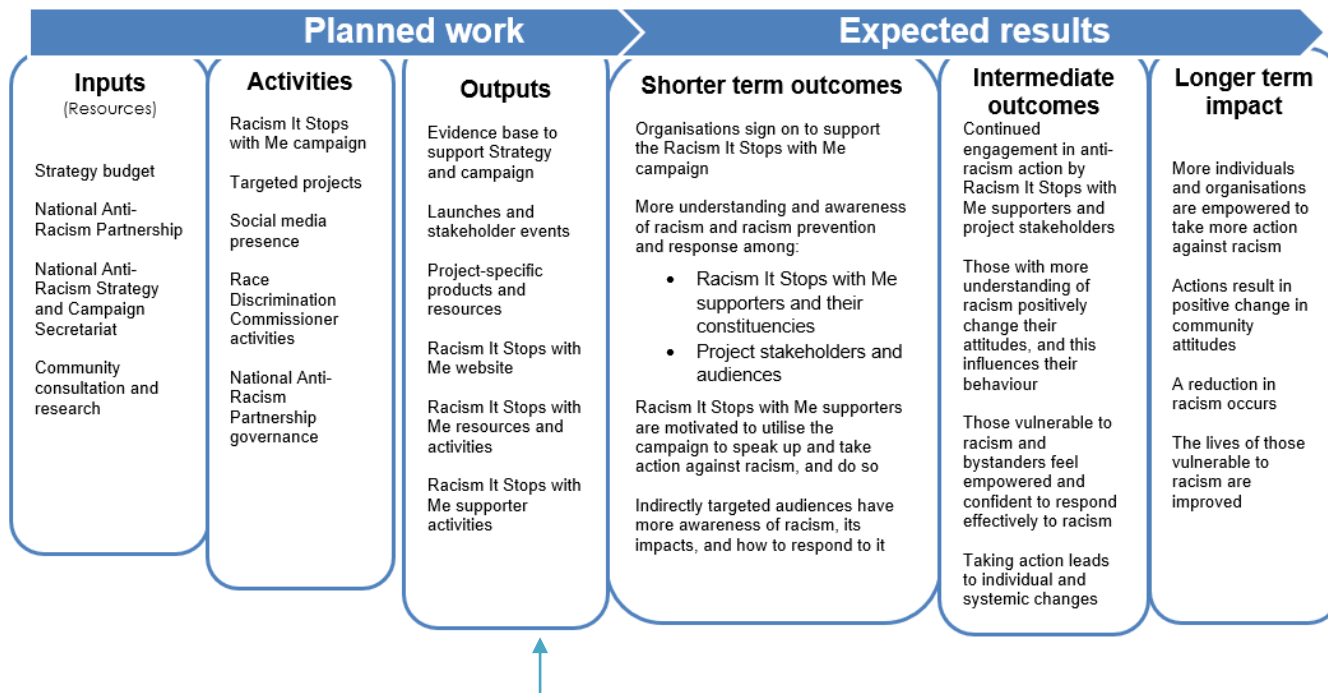 Planned work
Expected results
Inputs
(Resources)
Strategy budget
National Anti-
Racism Partnership
National Anti-
Racism Strategy
and Campaign
Secretariat
Community
consultation and
research
Activities
Racism It Stops
with Me campaign
Targeted projects
Social media
presence
Race
Discrimination
Commissioner
activities
National Anti-
Racism
Partnership
governance
Outputs
Evidence base to
support Strategy
and campaign
Launches and
stakeholder events
Project-specific
products and
resources
Racism It Stops with
Me website
Racism It Stops with
Me resources and
activities
Racism It Stops with
Me supporter
activities
Shorter term outcomes
Organisations sign on to support
the Racism It Stops with Me
campaign
More understanding and awareness
of racism and racism prevention
and response among:
• Racism It Stops with Me
supporters and their
constituencies
• Project stakeholders and
audiences
Racism It Stops with Me supporters
are motivated to utilise the
campaign to speak up and take
action against racism, and do so
Indirectly targeted audiences have
more awareness of racism, its
impacts, and how to respond to it
Intermediate
outcomes
Continued
engagement in anti-
racism action by
Racism It Stops with
Me supporters and
project stakeholders
Those with more
understanding of
racism positively
change their
attitudes, and this
influences their
behaviour
Those vulnerable to
racism and
bystanders feel
empowered and
confident to respond
effectively to racism
Taking action leads
to individual and
systemic changes
Longer term
impact
More individuals
and organisations
are empowered to
take more action
against racism
Actions result in
positive change in
community
attitudes
A reduction in
racism occurs
The lives of those
vulnerable to
racism are
improved